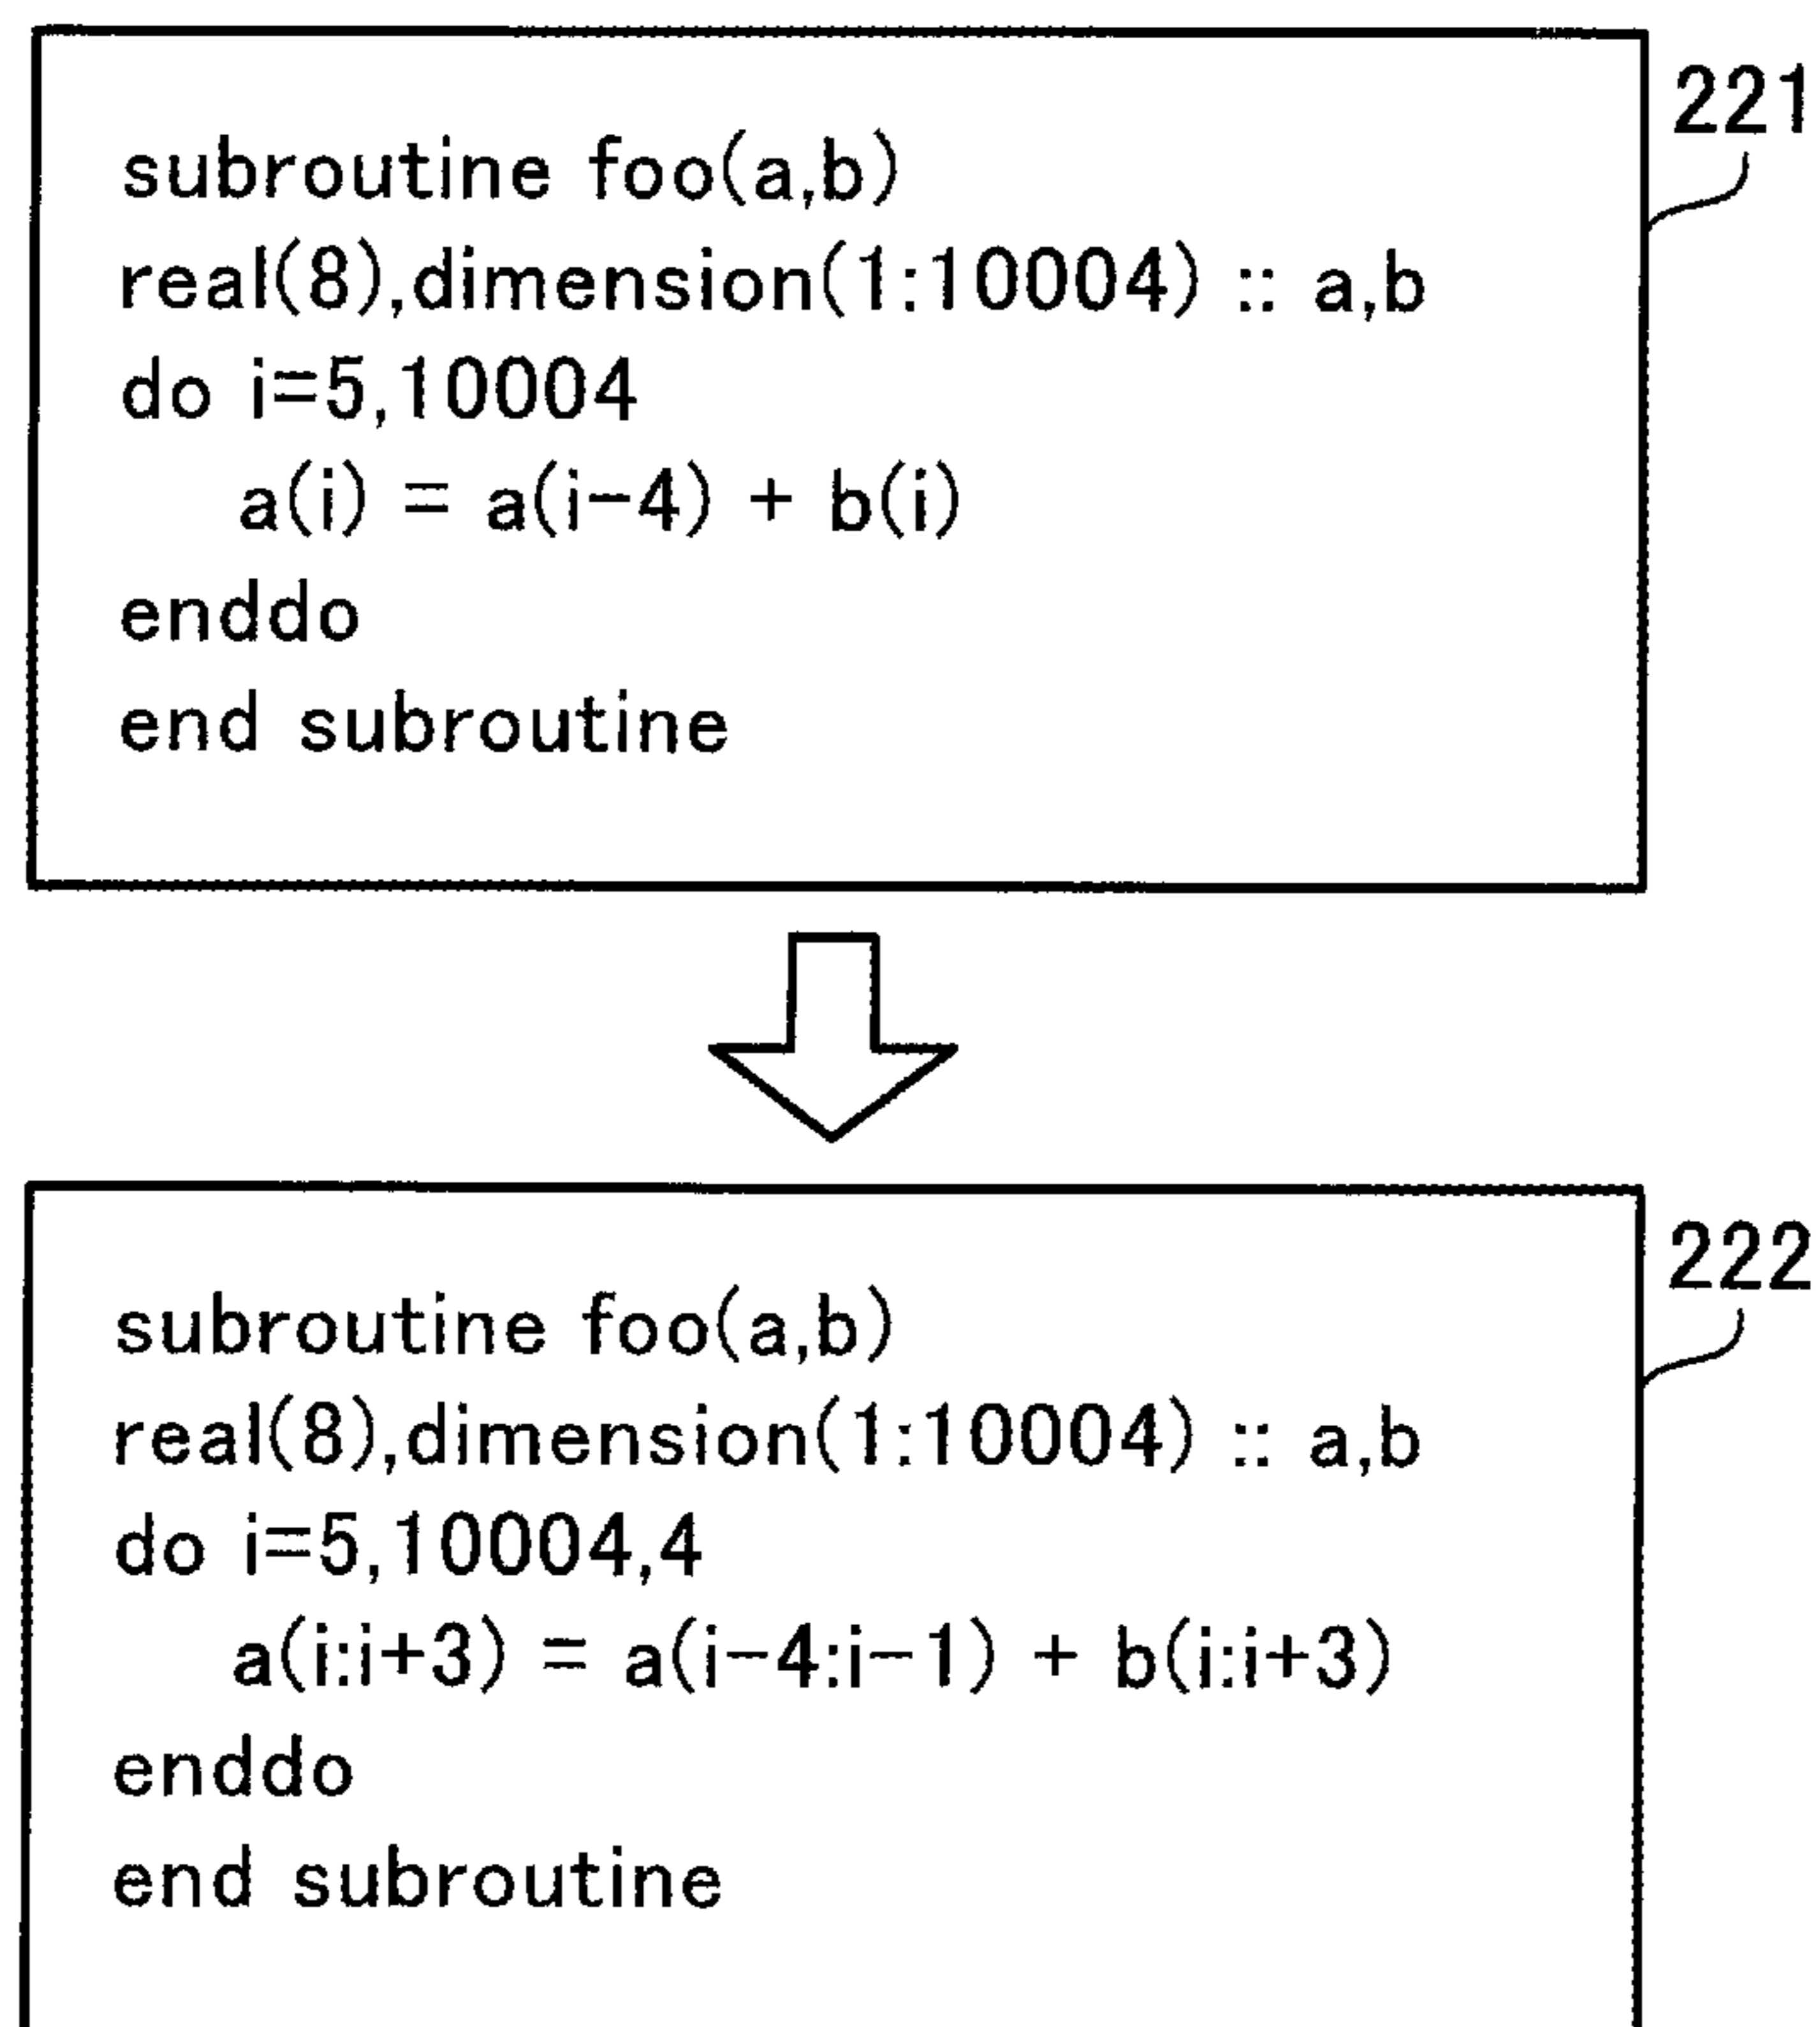 221
subroutine foo(a,b)
real(8),dimension(1:10004) :: a,b
do i=5,10004
a(i) = a(i-4) + b(i)
enddo
end subroutine
222
subroutine foo(a,b)
real(8),dimension(1:10004) :: a,b
do i=5,10004,4
a(i:i+3) = a(i-4:i-1) + b(i:i+3)
enddo
end subroutine